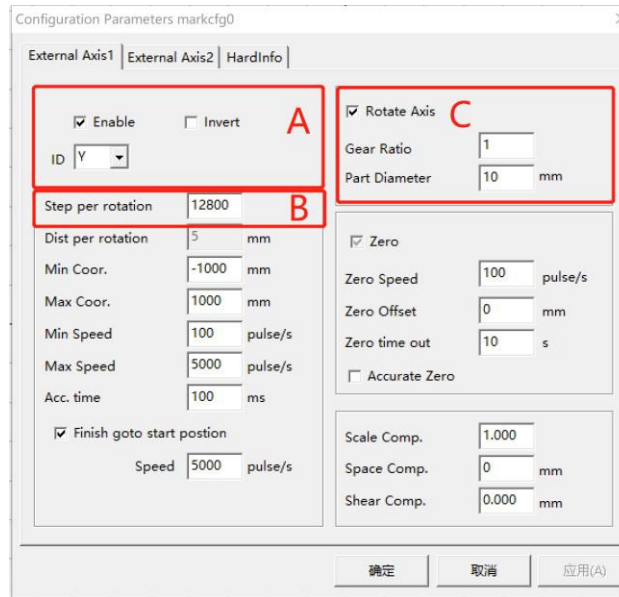 Configuration Parameters markcfg0
External Axis1 External Axis2 HardInfo
Enable Invert A
ID Y
Step per rotation 12800 B
Dist per rotation 5 mm
Min Coor. -1000 mm
Max Coor. 1000 mm
Min Speed 100 pulse/s
Max Speed 5000 pulse/s
Acc. time 100 ms
Finish goto start postion
Speed 5000 pulse/s
Rotate Axis C
Gear Ratio 1
Part Diameter 10 mm
Zero
Zero Speed 100 pulse/s
Zero Offset 0 mm
Zero time out 10 s
Accurate Zero
Scale Comp. 1.000
Space Comp. 0 mm
Shear Comp. 0.000 mm
确定 取消 应用(A)